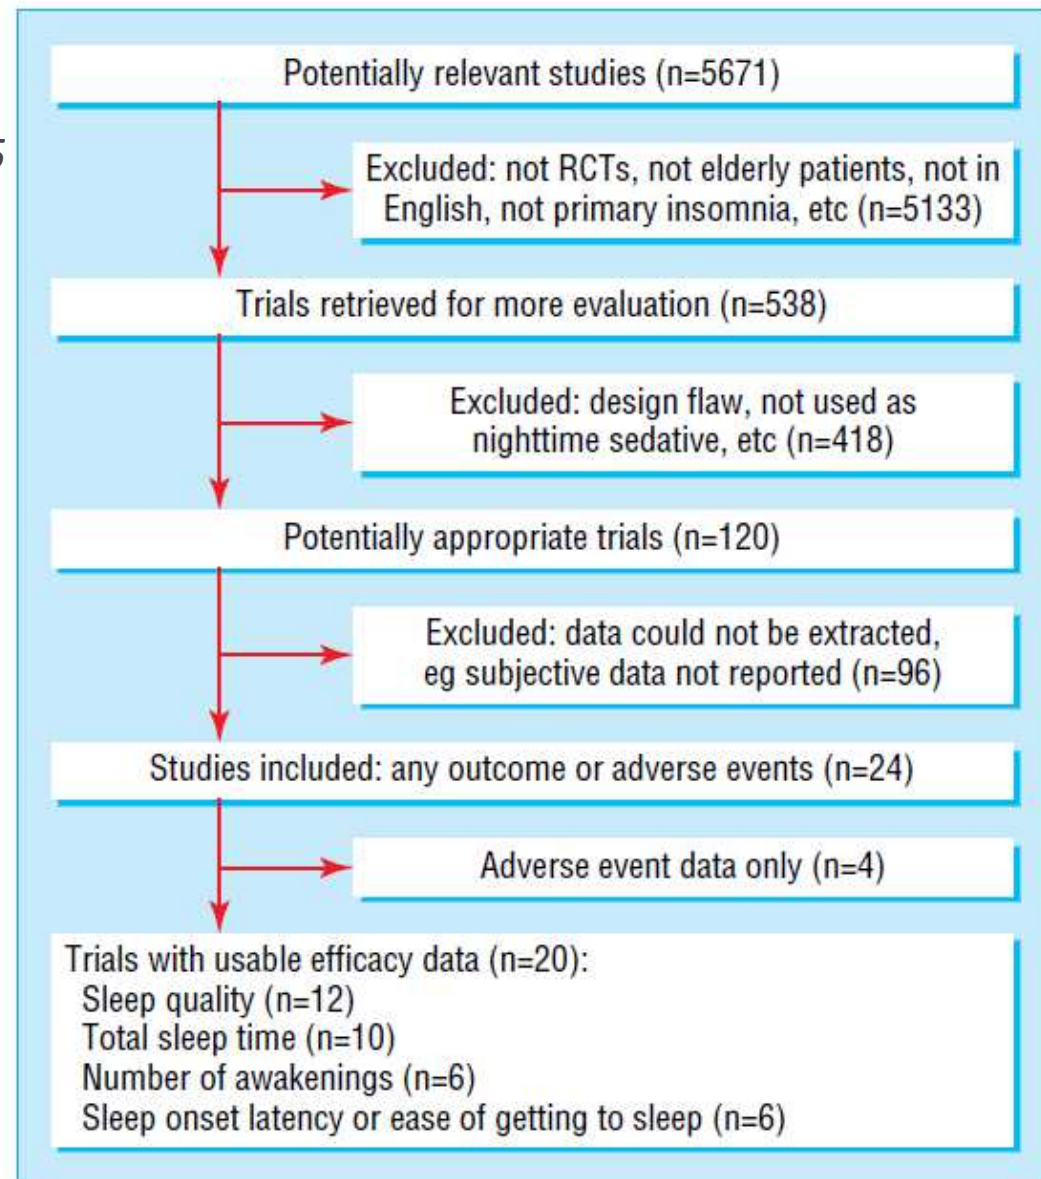 Potentially relevant studies (n=5671)
5
Excluded: not RCTs, not elderly patients, not in
English, not primary insomnia, etc (n=5133)
Trials retrieved for more evaluation (n=538)
Excluded: design flaw, not used as
nighttime sedative, etc (n=418)
Potentially appropriate trials (n=120)
Excluded: data could not be extracted,
eg subjective data not reported (n=96)
Studies included: any outcome or adverse events (n=24)
Adverse event data only (n=4)
Trials with usable efficacy data (n=20):
Sleep quality (n=12)
Total sleep time (n=10)
Number of awakenings (n=6)
Sleep onset latency or ease of getting to sleep (n=6)